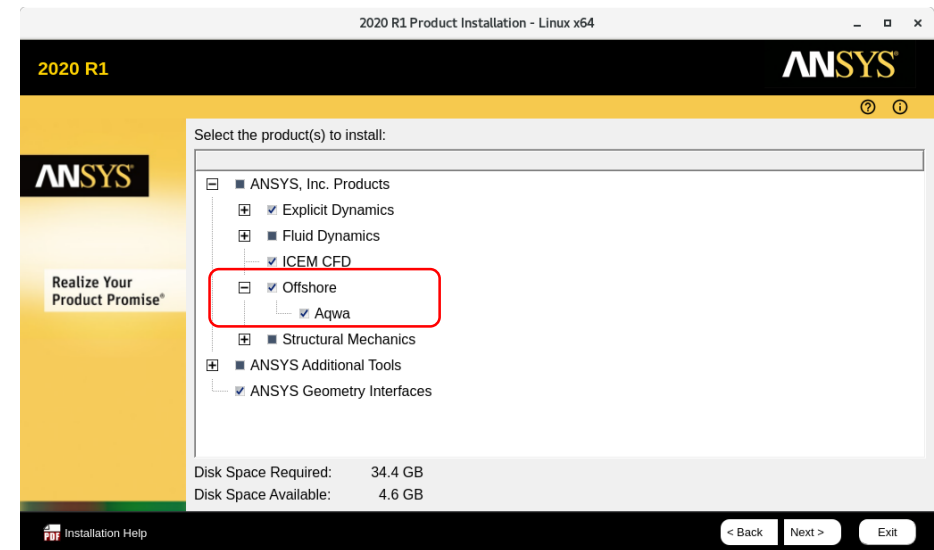 2020 R1 Product Installation - Linux x64
2020 R1
ANSYS®
Select the product(s) to install:
ANSYS®
ANSYS, Inc. Products
Explicit Dynamics
Fluid Dynamics
ICEM CFD
Offshore
Aqwa
Structural Mechanics
ANSYS Additional Tools
ANSYS Geometry Interfaces
Realize Your
Product Promise®
Disk Space Required: 34.4 GB
Disk Space Available: 4.6 GB
PDF Installation Help
< Back Next > Exit